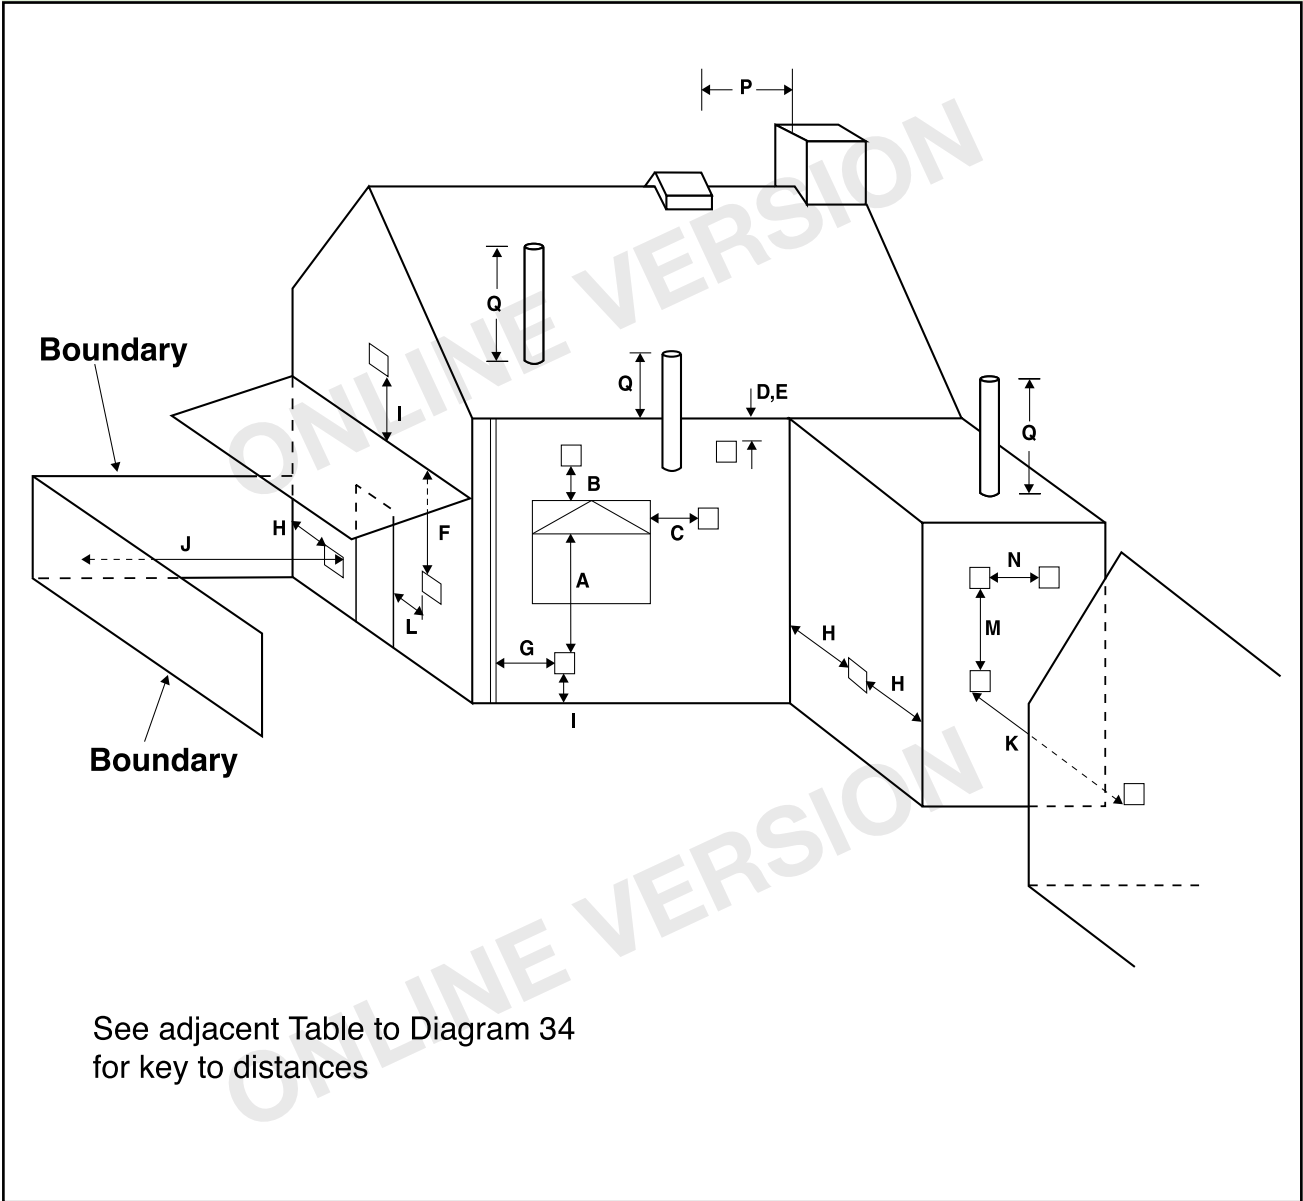 P
ONLINE VERSION
Q
Boundary
Q
D,E
I
Q
B
H
F
C
J
A
N
L
M
G
H
H
I
K
Boundary
ONLINE VERSION
See adjacent Table to Diagram 34
for key to distances